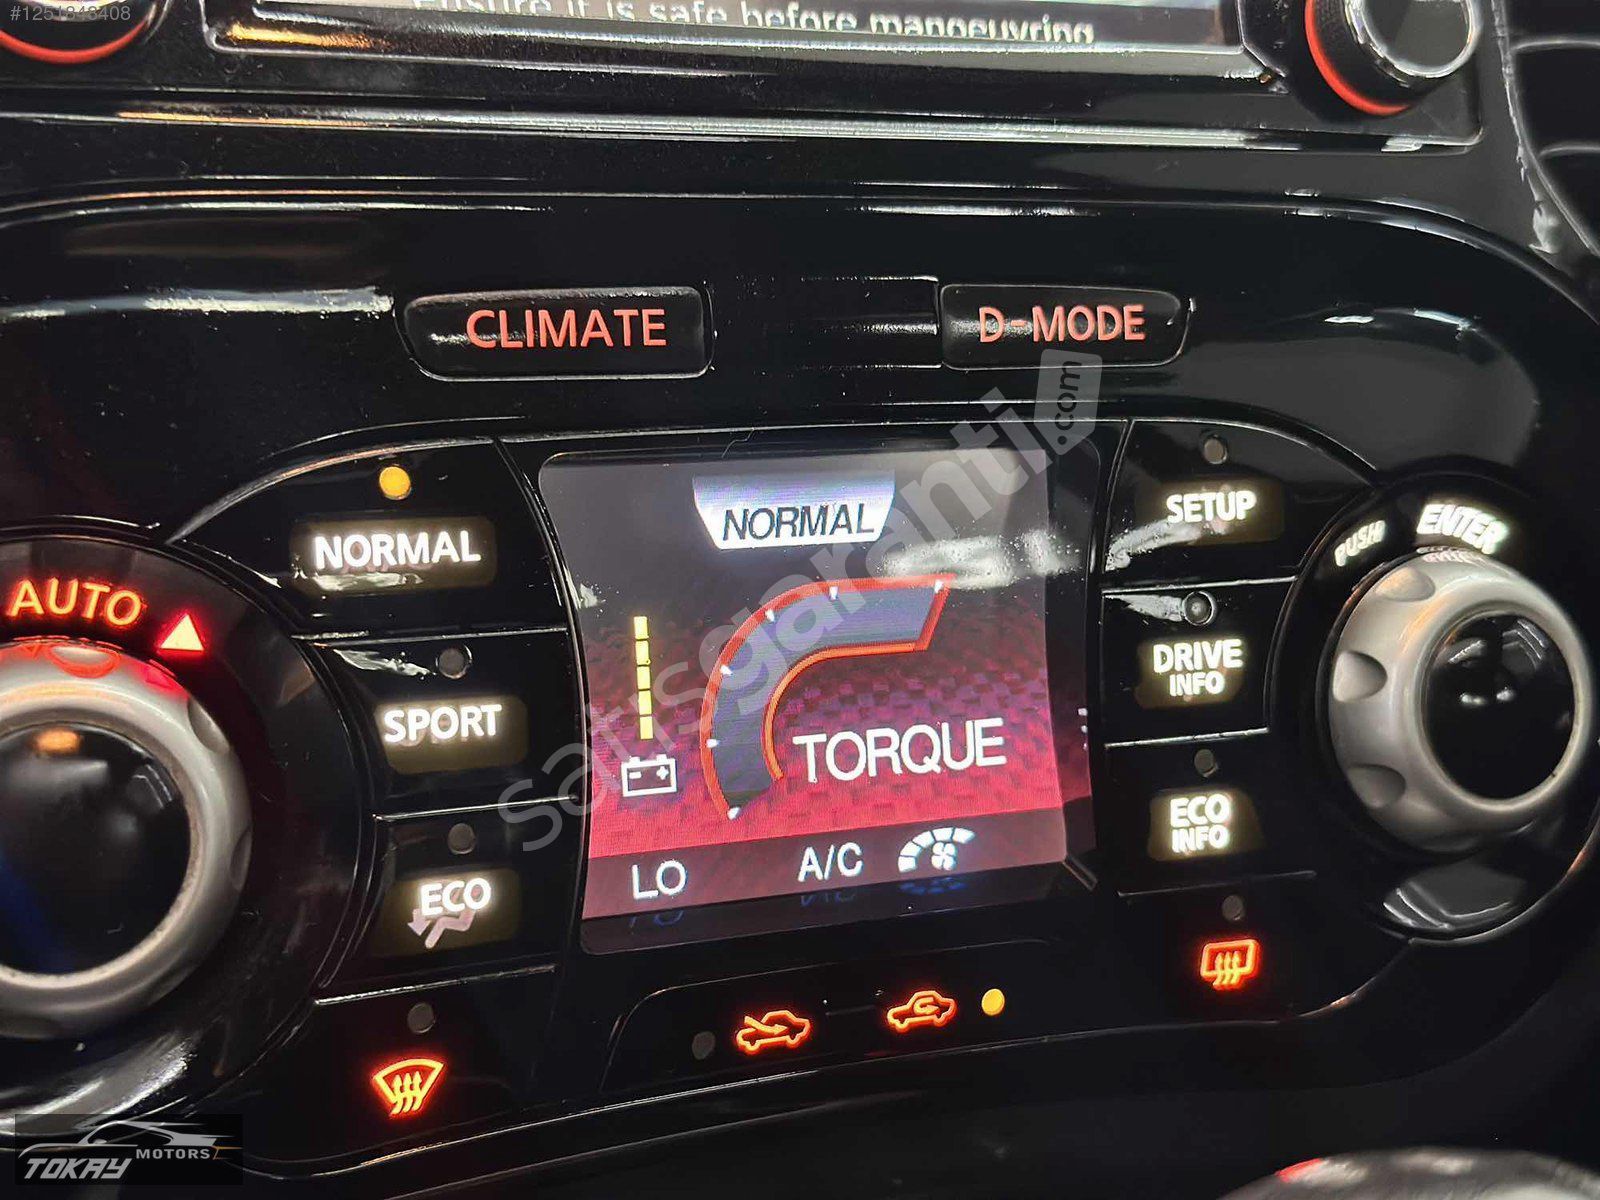 #1251848408
Ensure it is safe before manoeuvring
CLIMATE
D-MODE
NORMAL
NORMAL
SETUP
PUSH ENTER
AUTO
SPORT
DRIVE
INFO
TORQUE
ECO
ECO
INFO
LO
A/C
satısgaranti.com
TOKAY MOTORS